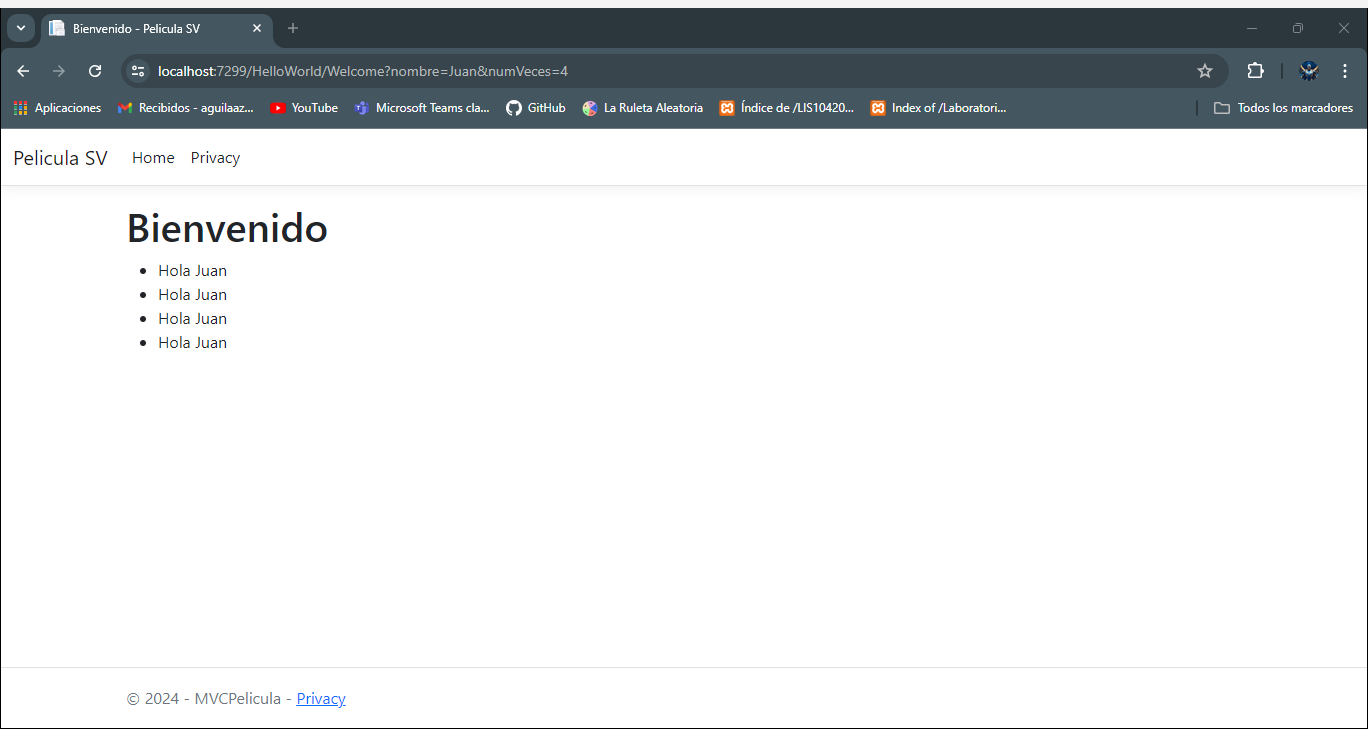 Bienvenido - Pelicula SV
localhost:7299/HelloWorld/Welcome?nombre=Juan&numVeces=4
Aplicaciones Recibidos - aguilaaz... YouTube Microsoft Teams cla... GitHub La Ruleta Aleatoria Índice de /LIS10420... Index of /Laboratori... Todos los marcadores
Pelicula SV Home Privacy
Bienvenido
Hola Juan
Hola Juan
Hola Juan
Hola Juan
© 2024 - MVCPelicula - Privacy